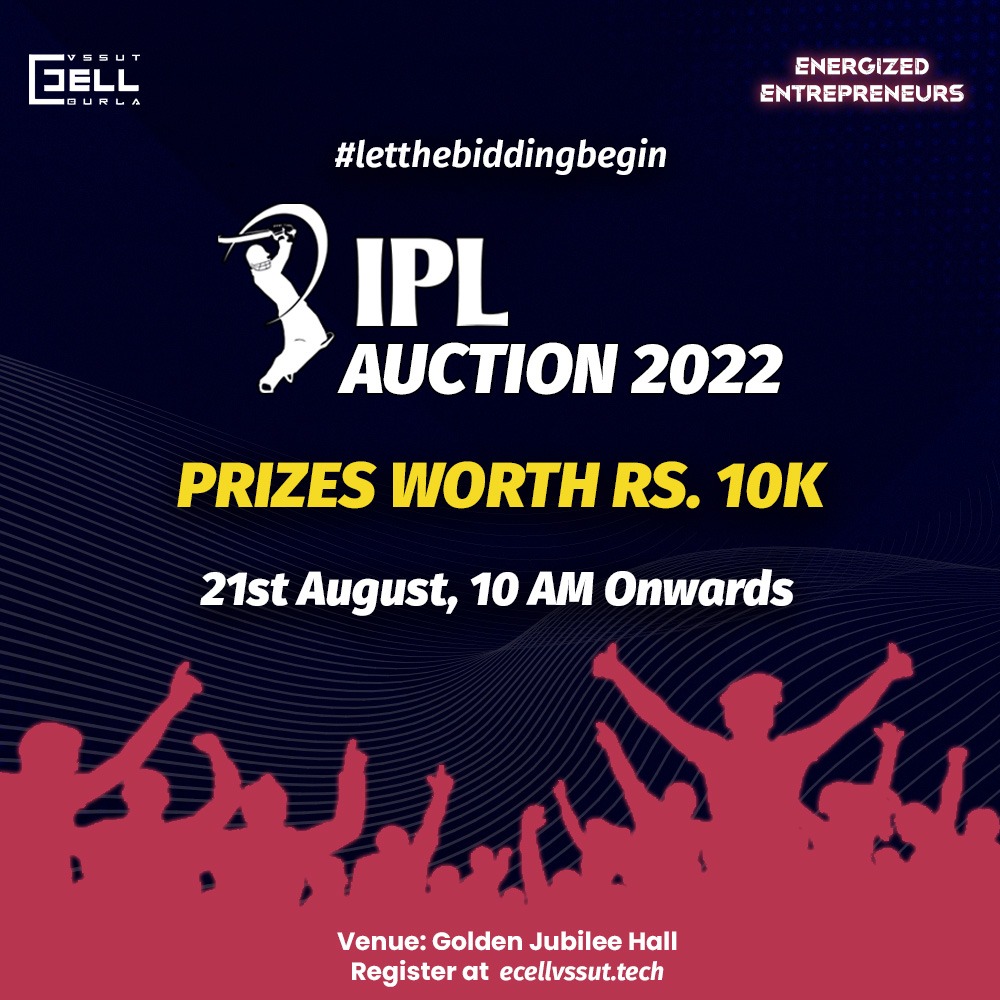 VSSUT
ECELL
BURLA
ENERGIZED
ENTREPRENEURS
#letthebiddingbegin
IPL
AUCTION 2022
PRIZES WORTH RS. 10K
21st August, 10 AM Onwards
Venue: Golden Jubilee Hall
Register at ecellvssut.tech